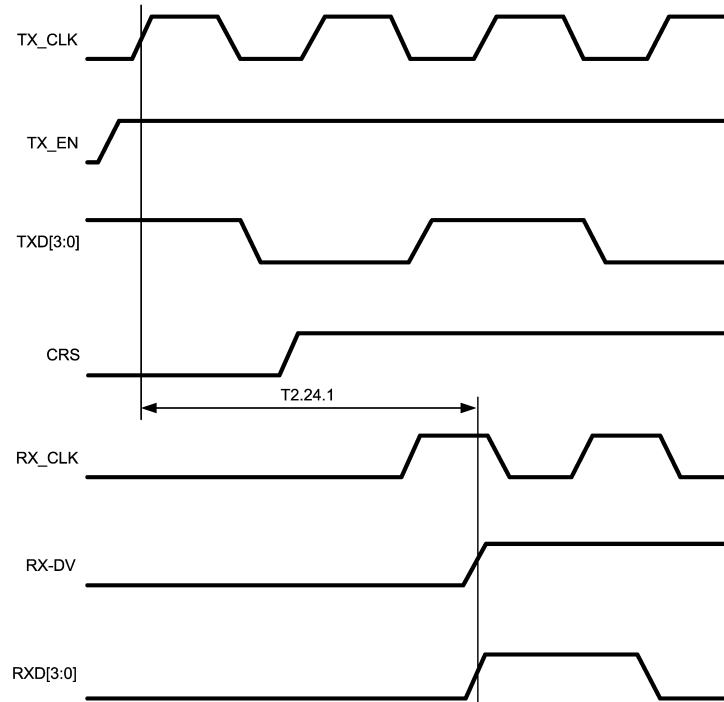 TX_CLK
TX_EN
TXD[3:0]
CRS
T2.24.1
RX_CLK
RX-DV
RXD[3:0]